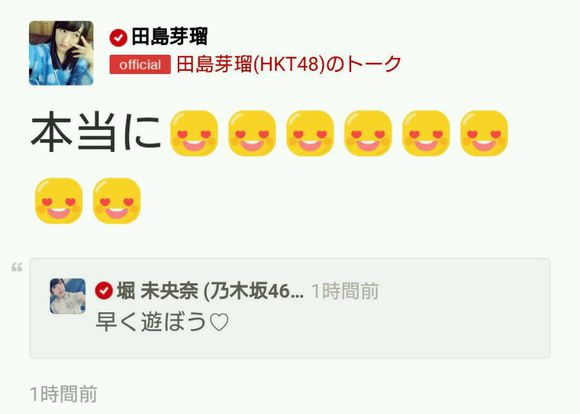 田島芽瑠
official 田島芽瑠(HKT48)のトーク
本当に😍😍😍😍😍😍
😍😍
堀 未央奈 (乃木坂46… 1時間前
早く遊ぼう♡
1時間前